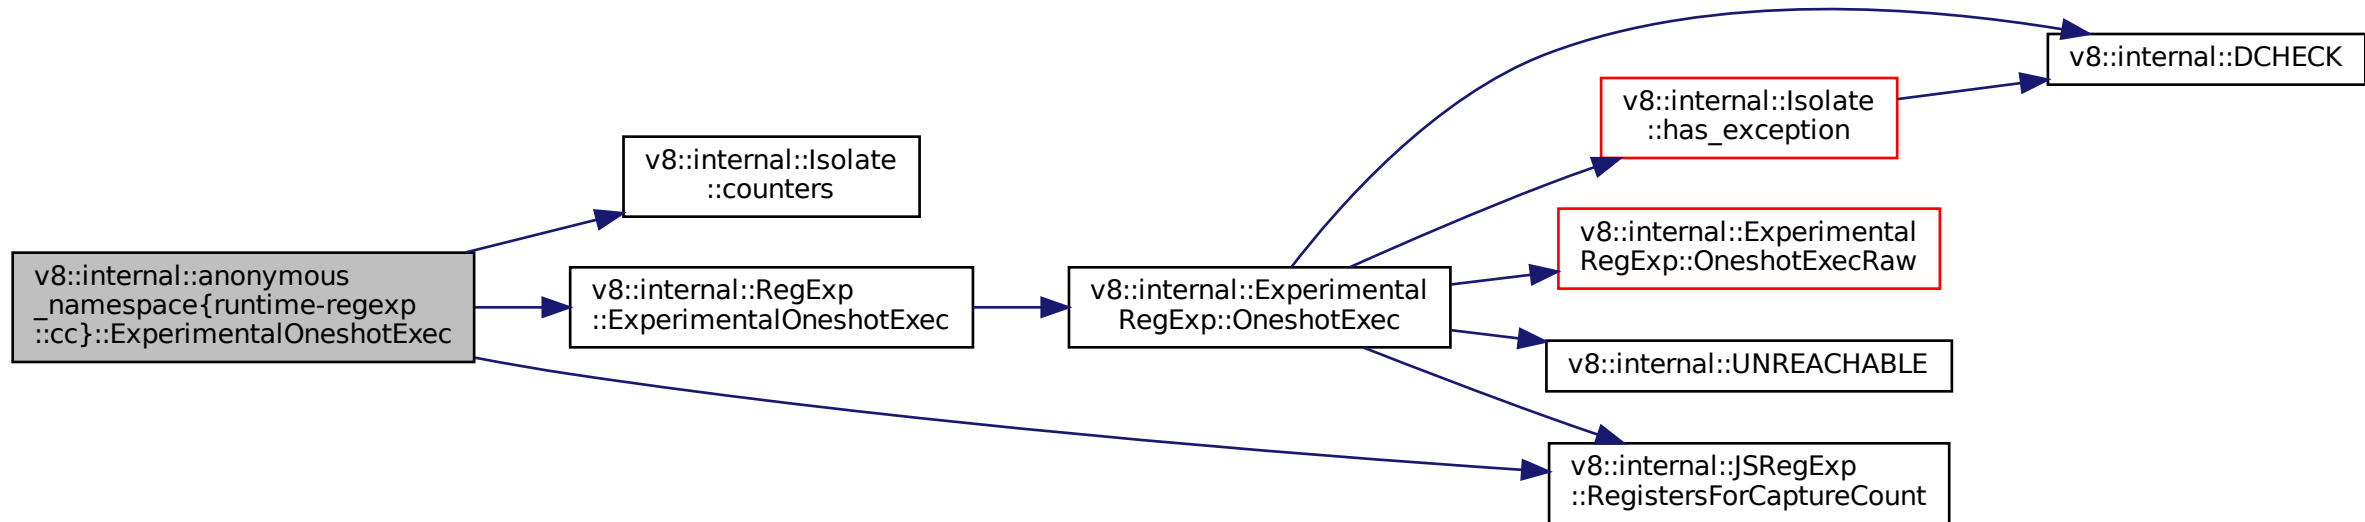 v8::internal::anonymous
_namespace{runtime-regexp
::cc}::ExperimentalOneshotExec
v8::internal::Isolate
::counters
v8::internal::RegExp
::ExperimentalOneshotExec
v8::internal::Experimental
RegExp::OneshotExec
v8::internal::DCHECK
v8::internal::Isolate
::has_exception
v8::internal::Experimental
RegExp::OneshotExecRaw
v8::internal::UNREACHABLE
v8::internal::JSRegExp
::RegistersForCaptureCount